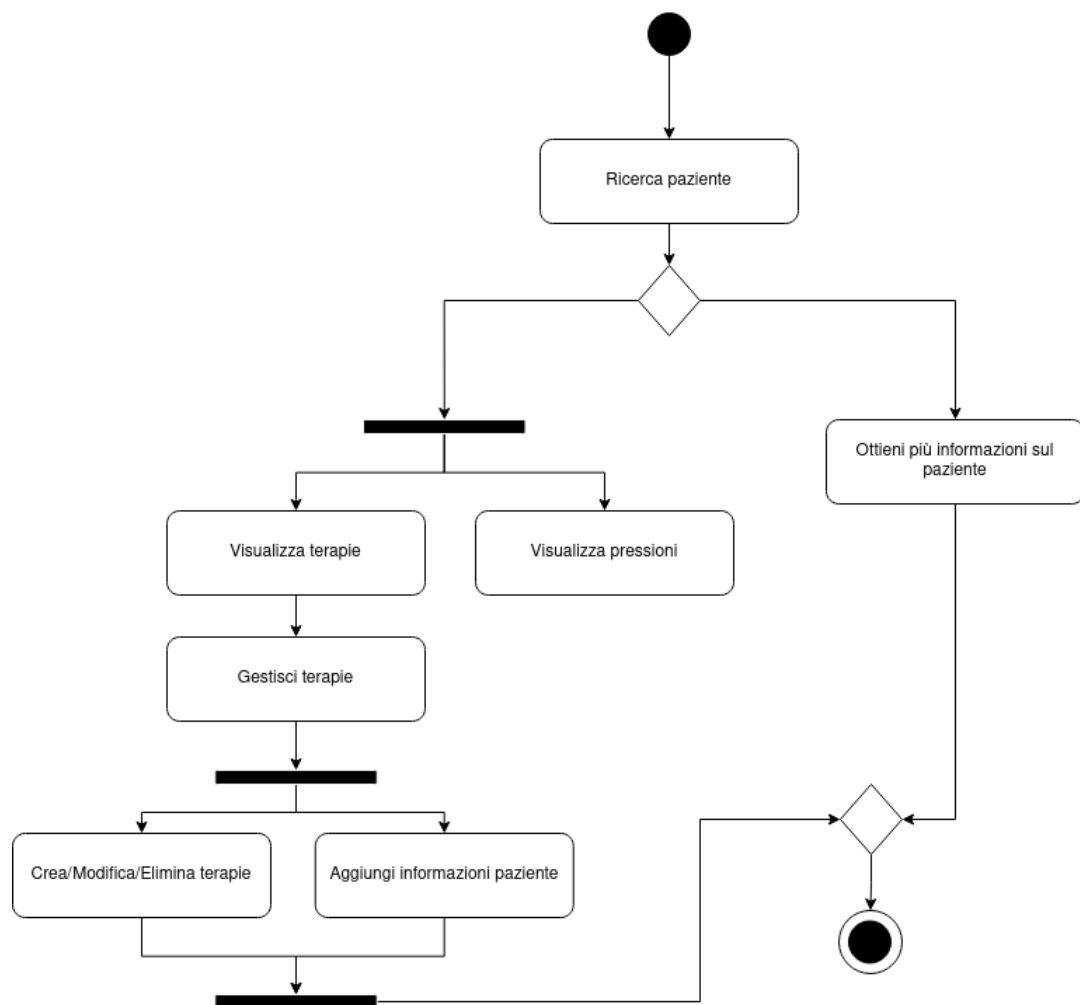 Ricerca paziente
Ottieni più informazioni sul
paziente
Visualizza terapie
Visualizza pressioni
Gestisci terapie
Crea/Modifica/Elimina terapie
Aggiungi informazioni paziente